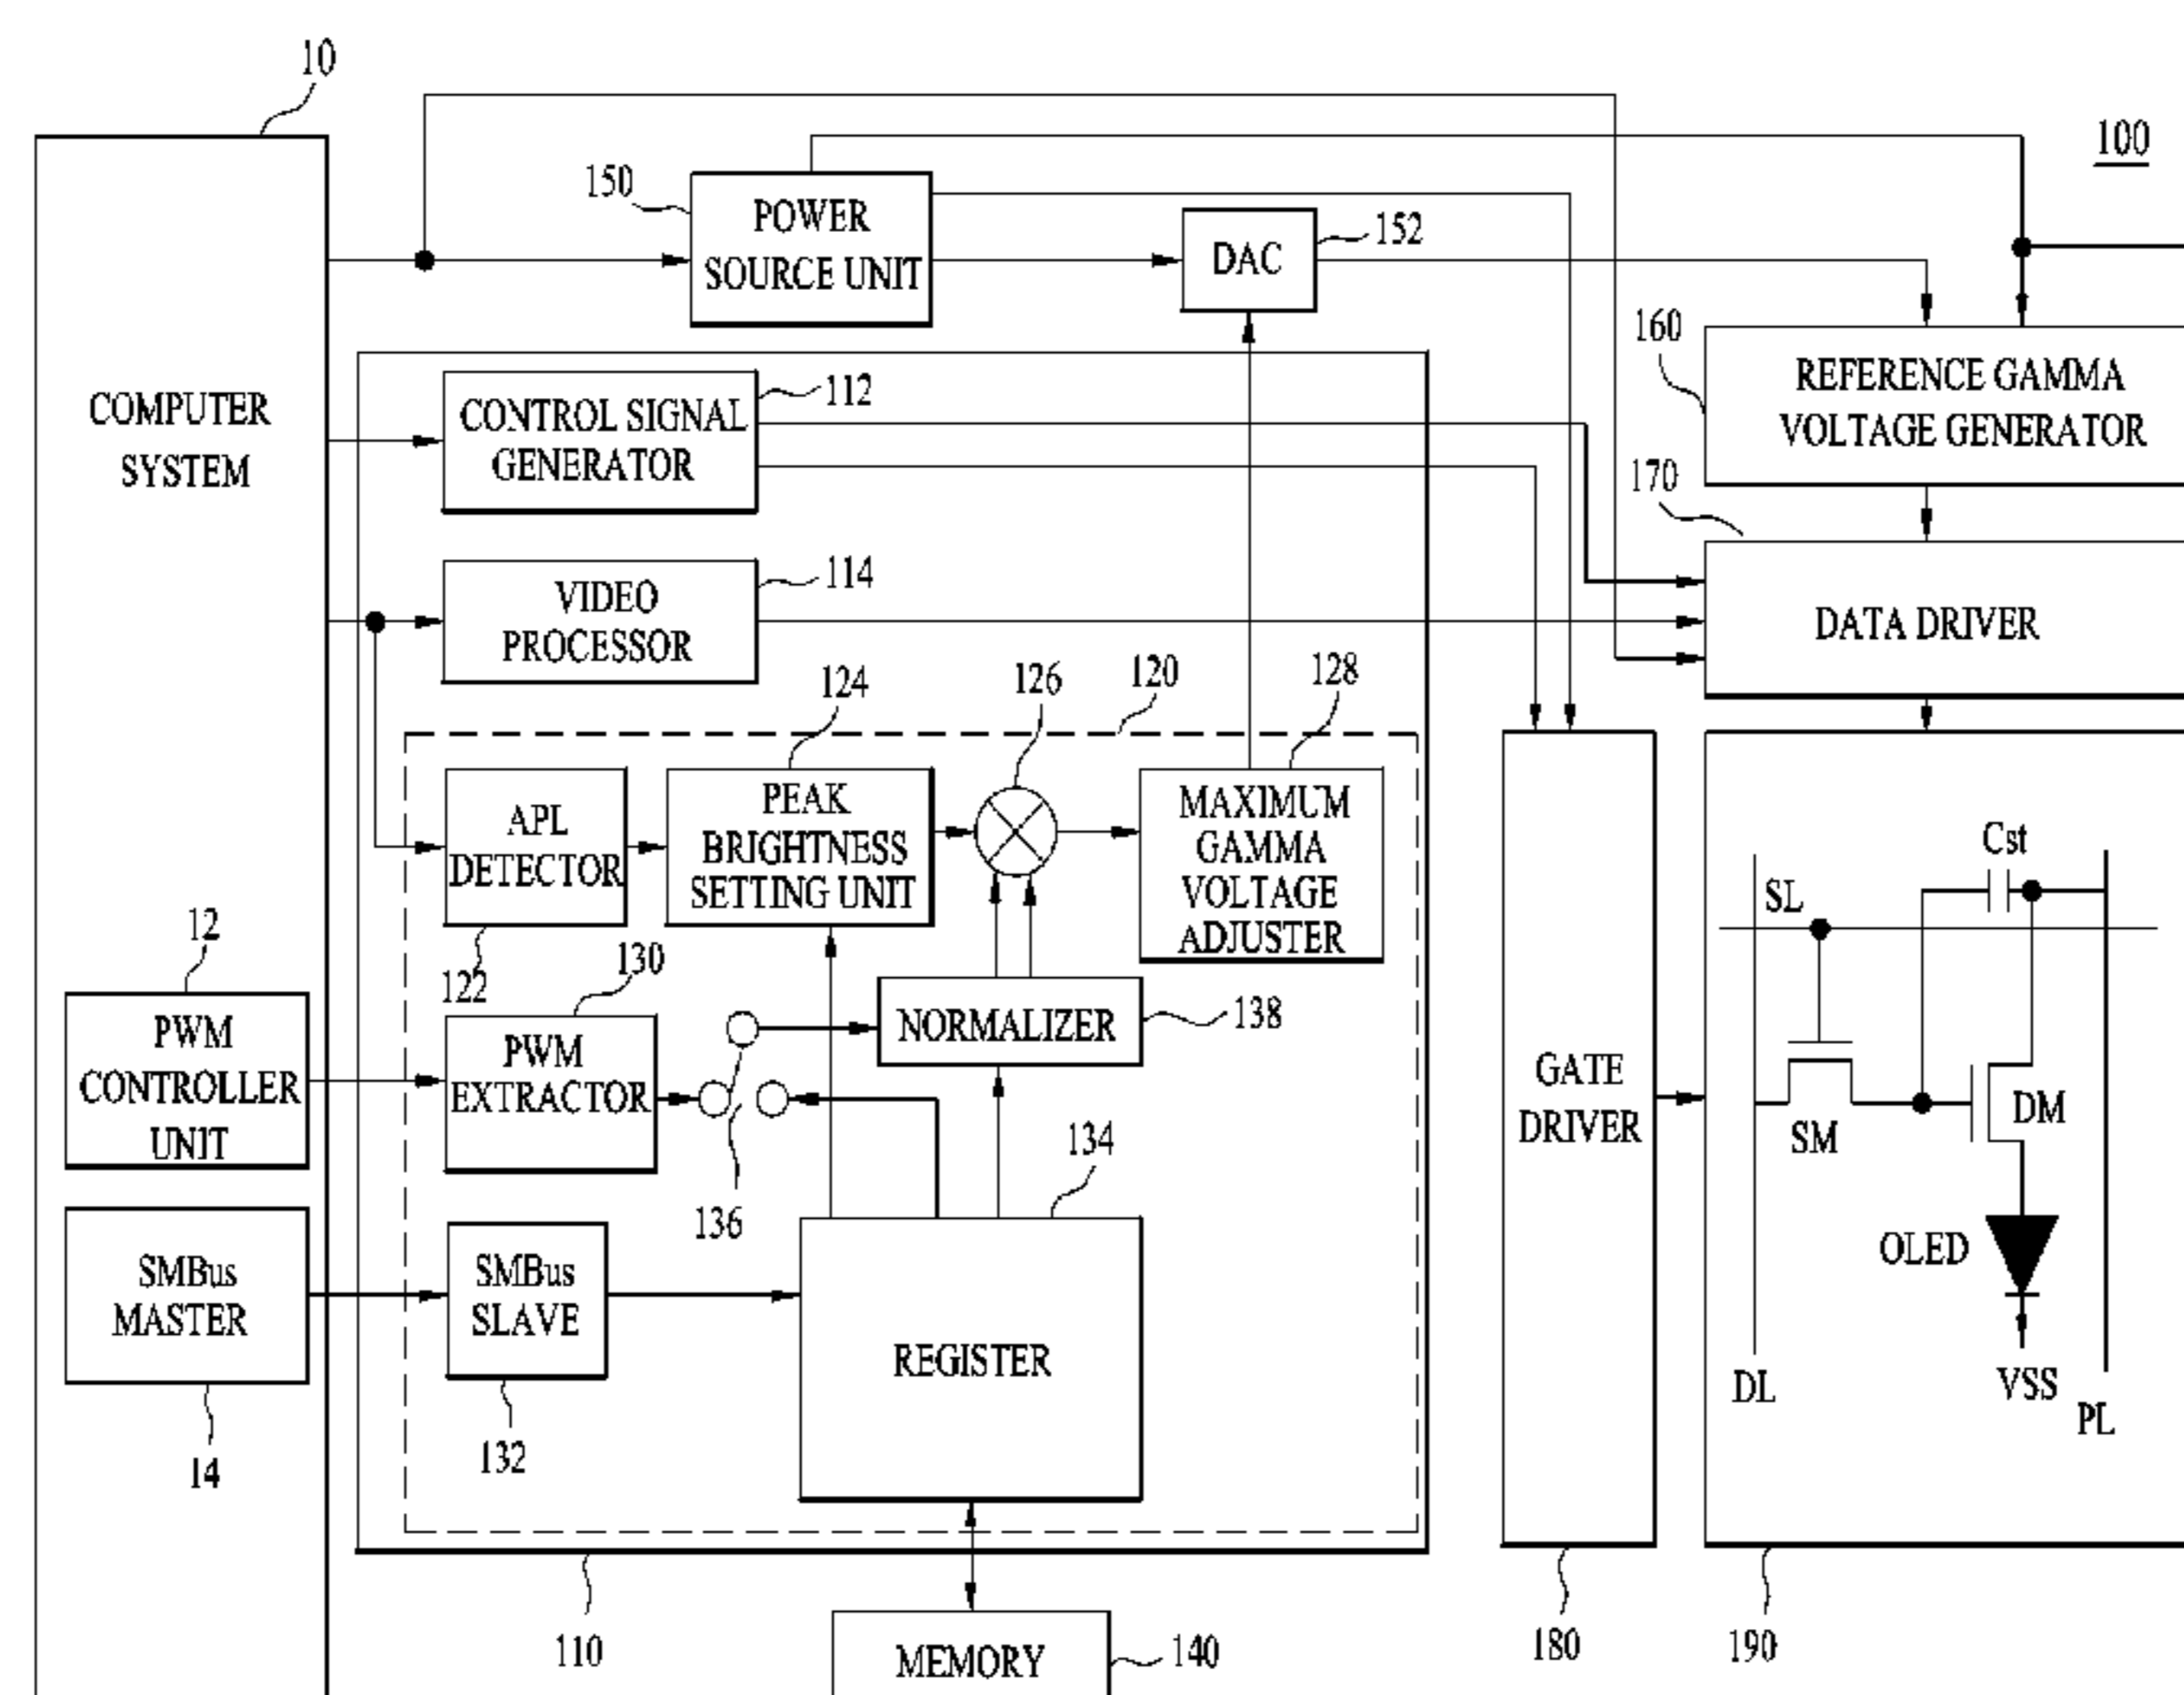 10
100
150
POWER
SOURCE UNIT
DAC
152
160
REFERENCE GAMMA
VOLTAGE GENERATOR
COMPUTER
SYSTEM
CONTROL SIGNAL
GENERATOR
112
170
VIDEO
PROCESSOR
114
DATA DRIVER
124
126
120
128
APL
DETECTOR
PEAK
BRIGHTNESS
SETTING UNIT
MAXIMUM
GAMMA
VOLTAGE
ADJUSTER
122
12
PWM
CONTROLLER
UNIT
130
PWM
EXTRACTOR
NORMALIZER
138
136
134
SMBus
MASTER
14
SMBus
SLAVE
132
REGISTER
GATE
DRIVER
Cst
SL
SM
DM
OLED
DL
VSS
PL
110
MEMORY
140
180
190